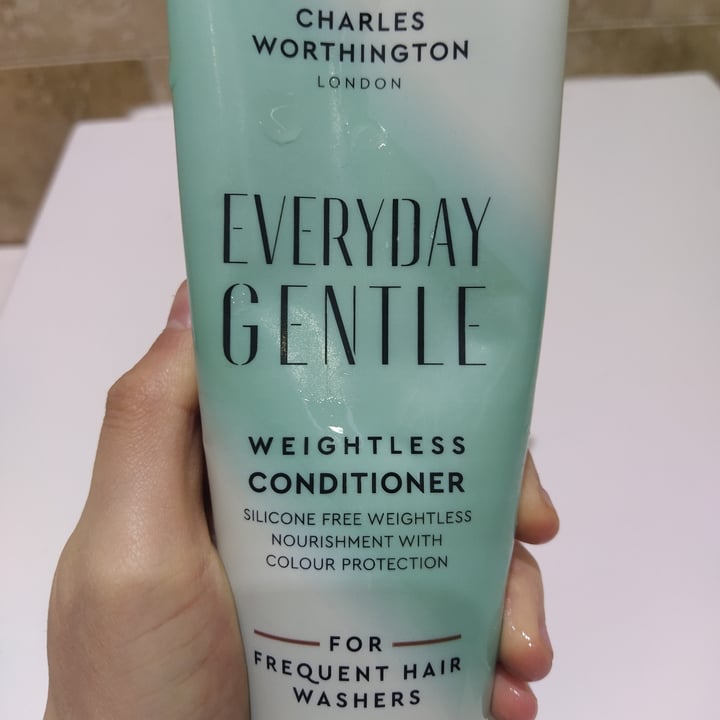 CHARLES
WORTHINGTON
LONDON
EVERYDAY
GENTLE
WEIGHTLESS
CONDITIONER
SILICONE FREE WEIGHTLESS
NOURISHMENT WITH
COLOUR PROTECTION
FOR
FREQUENT HAIR
WASHERS